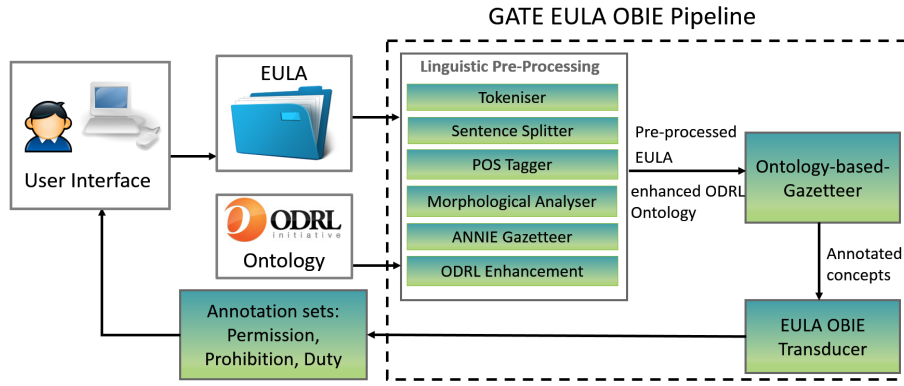 GATE EULA OBIE Pipeline
EULA
User Interface
ODRL
initiative
Ontology
Linguistic Pre-Processing
Tokeniser
Sentence Splitter
POS Tagger
Morphological Analyser
ANNIE Gazetteer
ODRL Enhancement
Pre-processed
EULA
enhanced ODRL
Ontology
Ontology-based-
Gazetteer
Annotated
concepts
EULA OBIE
Transducer
Annotation sets:
Permission,
Prohibition, Duty